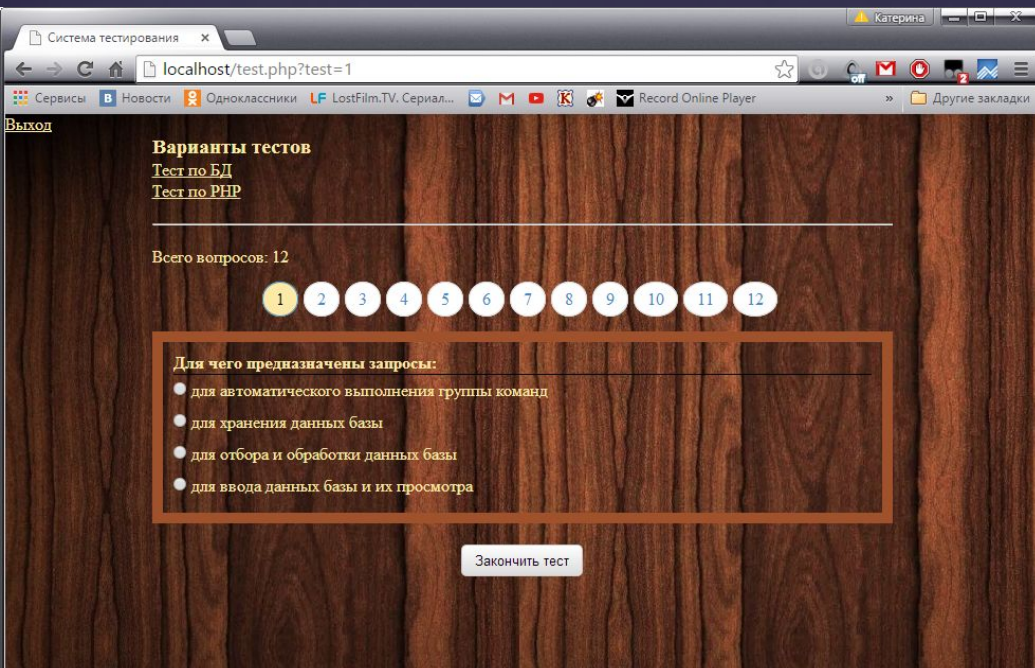 Катерина
Система тестирования
localhost/test.php?test=1
off
2
Сервисы
B Новости
Одноклассники
LF LostFilm.TV. Сериал...
K
Record Online Player
»
Другие закладки
Выход
Варианты тестов
Тест по БД
Тест по PHP
Всего вопросов: 12
1 2 3 4 5 6 7 8 9 10 11 12
Для чего предназначены запросы:
для автоматического выполнения группы команд
для хранения данных базы
для отбора и обработки данных базы
для ввода данных базы и их просмотра
Закончить тест